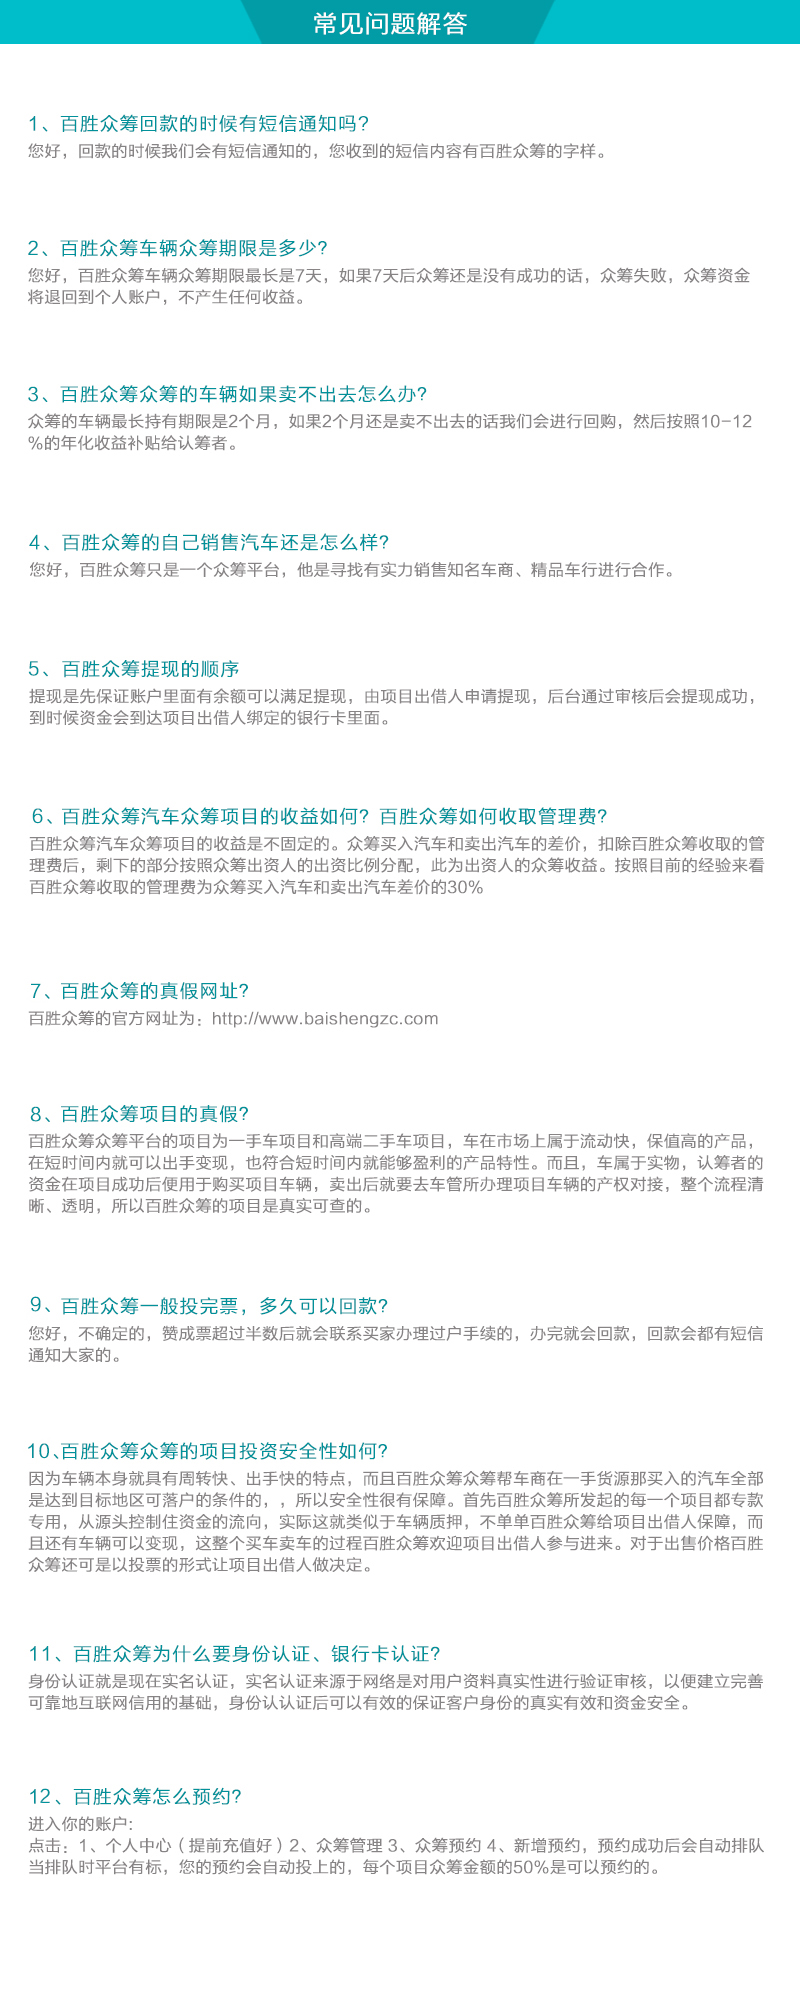 常见问题解答
1、百胜众筹回款的时候有短信通知吗?
您好，回款的时候我们会有短信通知的，您收到的短信内容有百胜众筹的字样。
2、百胜众筹车辆众筹期限是多少?
您好，百胜众筹车辆众筹期限最长是7天，如果7天后众筹还是没有成功的话，众筹失败，众筹资金
将退回到个人账户，不产生任何收益。
3、百胜众筹众筹的车辆如果卖不出去怎么办?
众筹的车辆最长持有期限是2个月，如果2个月还是卖不出去的话我们会进行回购，然后按照10-12
%的年化收益补贴给认筹者。
4、百胜众筹的自己销售汽车还是怎么样?
您好，百胜众筹只是一个众筹平台，他是寻找有实力销售知名车商、精品车行进行合作。
5、百胜众筹提现的顺序
提现是先保证账户里面有余额可以满足提现，由项目出借人申请提现，后台通过审核后会提现成功，
到时候资金会到达项目出借人绑定的银行卡里面。
6、百胜众筹汽车众筹项目的收益如何? 百胜众筹如何收取管理费?
百胜众筹汽车众筹项目的收益是不固定的。众筹买入汽车和卖出汽车的差价，扣除百胜众筹收取的管
理费后，剩下的部分按照众筹出资人的出资比例分配，此为出资人的众筹收益。按照目前的经验来看
百胜众筹收取的管理费为众筹买入汽车和卖出汽车差价的30%
7、百胜众筹的真假网址?
百胜众筹的官方网址为：http://www.baishengzc.com
8、百胜众筹项目的真假?
百胜众筹众筹平台的项目为一手车项目和高端二手车项目，车在市场上属于流动快，保值高的产品，
在短时间内就可以出手变现，也符合短时间内就能够盈利的产品特性。而且，车属于实物，认筹者的
资金在项目成功后便用于购买项目车辆，卖出后就要去车管所办理项目车辆的产权对接，整个流程清
晰、透明，所以百胜众筹的项目是真实可查的。
9、百胜众筹一般投完票，多久可以回款?
您好，不确定的，赞成票超过半数后就会联系买家办理过户手续的，办完就会回款，回款会都有短信
通知大家的。
10、百胜众筹众筹的项目投资安全性如何?
因为车辆本身就具有周转快、出手快的特点，而且百胜众筹众筹帮车商在一手货源那买入的汽车全部
是达到目标地区可落户的条件的，，所以安全性很有保障。首先百胜众筹所发起的每一个项目都专款
专用，从源头控制住资金的流向，实际这就类似于车辆质押，不单单百胜众筹给项目出借人保障，而
且还有车辆可以变现，这整个买车卖车的过程百胜众筹欢迎项目出借人参与进来。对于出售价格百胜
众筹还可是以投票的形式让项目出借人做决定。
11、百胜众筹为什么要身份认证、银行卡认证?
身份认证就是现在实名认证，实名认证来源于网络是对用户资料真实性进行验证审核，以便建立完善
可靠地互联网信用的基础，身份认认证后可以有效的保证客户身份的真实有效和资金安全。
12、百胜众筹怎么预约?
进入你的账户:
点击：1、个人中心（提前充值好）2、众筹管理 3、众筹预约 4、新增预约，预约成功后会自动排队
当排队时平台有标，您的预约会自动投上的，每个项目众筹金额的50%是可以预约的。